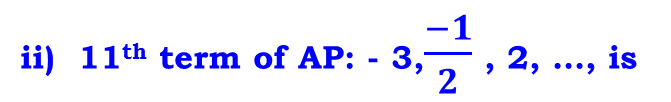 ii) 11th term of AP: - 3, -1/2 , 2, ..., is